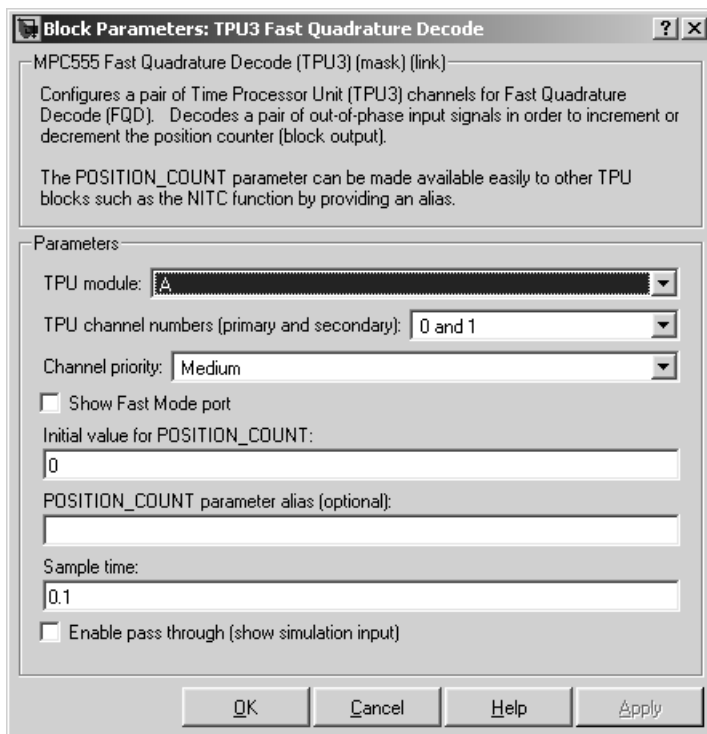 Block Parameters: TPU3 Fast Quadrature Decode
MPC555 Fast Quadrature Decode (TPU3) (mask) (link)
Configures a pair of Time Processor Unit (TPU3) channels for Fast Quadrature
Decode (FQD). Decodes a pair of out-of-phase input signals in order to increment or
decrement the position counter (block output).
The POSITION_COUNT parameter can be made available easily to other TPU
blocks such as the NITC function by providing an alias.
Parameters
TPU module: A
TPU channel numbers (primary and secondary): 0 and 1
Channel priority: Medium
Show Fast Mode port
Initial value for POSITION_COUNT:
0
POSITION_COUNT parameter alias (optional):
Sample time:
0.1
Enable pass through (show simulation input)
OK Cancel Help Apply